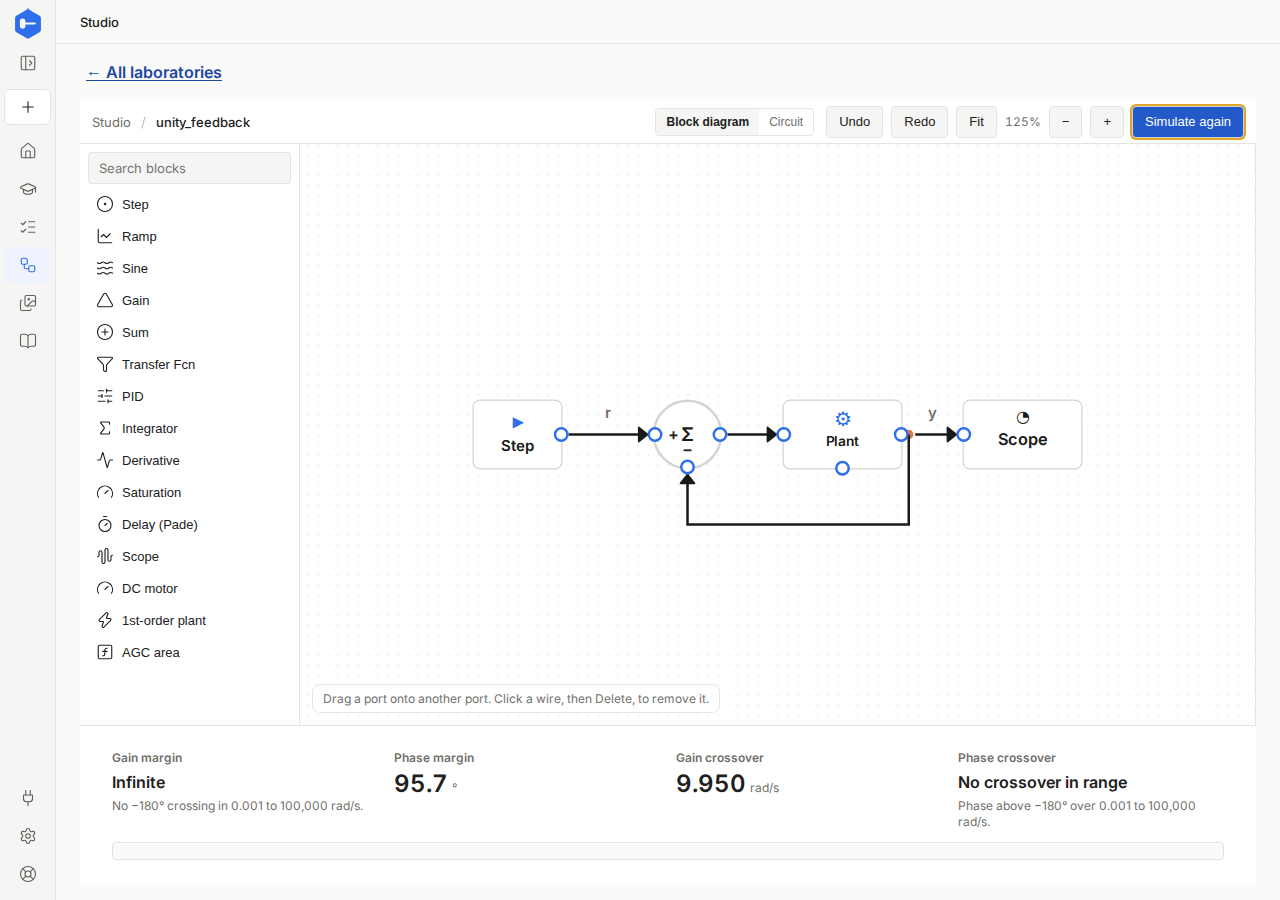 Studio
← All laboratories
Studio / unity_feedback
Block diagram
Circuit
Undo
Redo
Fit
125%
−
+
Simulate again
Search blocks
Step
Ramp
Sine
Gain
Sum
Transfer Fcn
PID
Integrator
Derivative
Saturation
Delay (Pade)
Scope
DC motor
1st-order plant
AGC area
Step
r
+ Σ
−
Plant
y
Scope
Drag a port onto another port. Click a wire, then Delete, to remove it.
Gain margin
Infinite
No −180° crossing in 0.001 to 100,000 rad/s.
Phase margin
95.7 °
Gain crossover
9.950 rad/s
Phase crossover
No crossover in range
Phase above −180° over 0.001 to 100,000
rad/s.